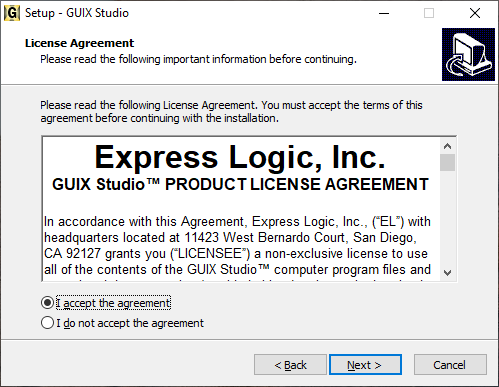 Setup - GUIX Studio
License Agreement
Please read the following important information before continuing.
Please read the following License Agreement. You must accept the terms of this
agreement before continuing with the installation.
Express Logic, Inc.
GUIX Studio™ PRODUCT LICENSE AGREEMENT
In accordance with this Agreement, Express Logic, Inc., (“EL”) with
headquarters located at 11423 West Bernardo Court, San Diego,
CA 92127 grants you (“LICENSEE”) a non-exclusive license to use
all of the contents of the GUIX Studio™ computer program files and
I accept the agreement
I do not accept the agreement
< Back
Next >
Cancel